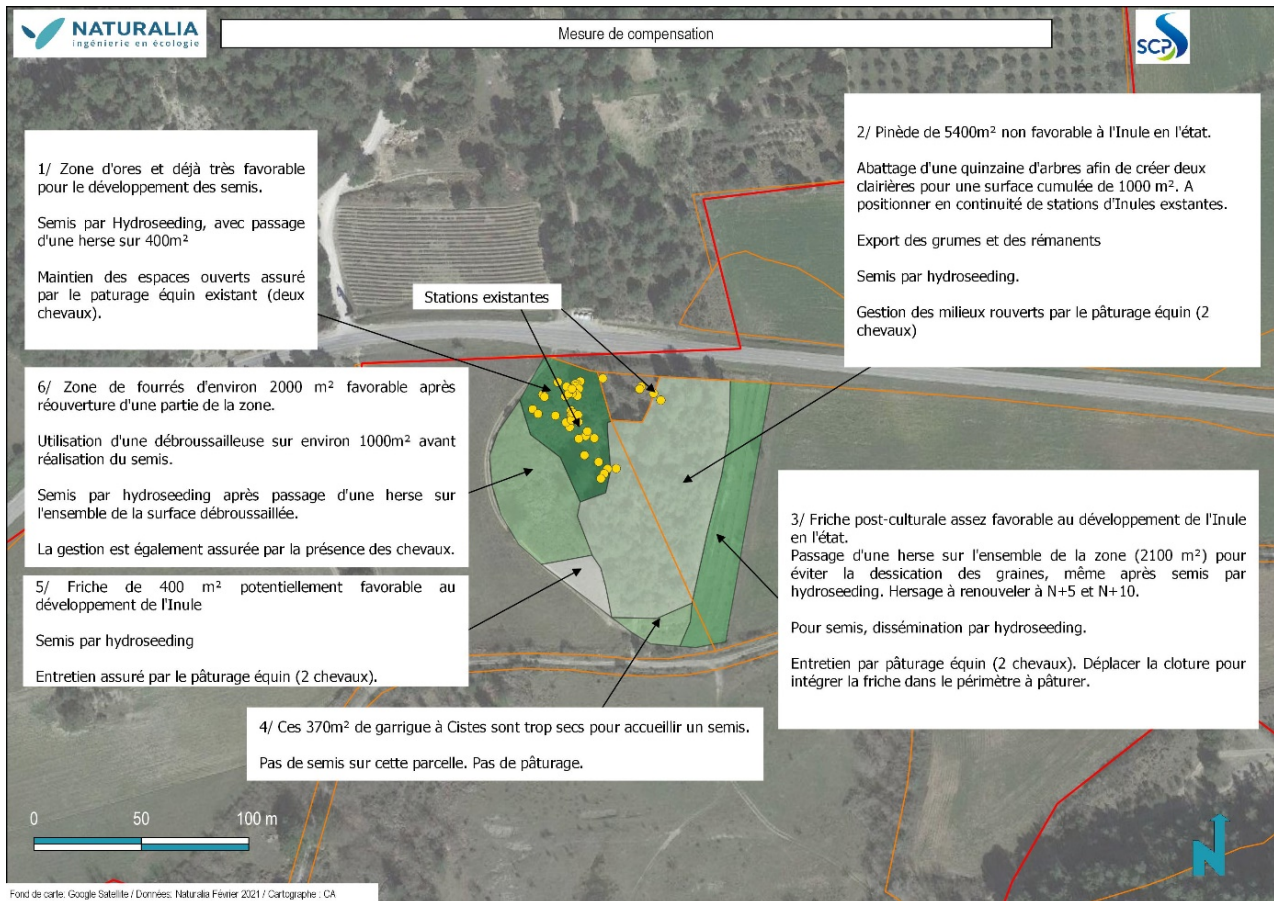 NATURALIA
ingénierie en écologie
Mesure de compensation
SCP
1/ Zone d'ores et déjà très favorable
pour le développement des semis.
Semis par Hydroseeding, avec passage
d'une herse sur 400m²
Maintien des espaces ouverts assuré
par le paturage équin existant (deux
chevaux).
2/ Pinède de 5400m² non favorable à l'Inule en l'état.
Abattage d'une quinzaine d'arbres afin de créer deux
clairières pour une surface cumulée de 1000 m². A
positionner en continuité de stations d'Inules exstantes.
Export des grumes et des rémanents
Semis par hydroseeding.
Gestion des milieux rouverts par le pâturage équin (2
chevaux)
Stations existantes
6/ Zone de fourrés d'environ 2000 m² favorable après
réouverture d'une partie de la zone.
Utilisation d'une débroussailleuse sur environ 1000m² avant
réalisation du semis.
Semis par hydroseeding après passage d'une herse sur
l'ensemble de la surface débroussaillée.
La gestion est également assurée par la présence des chevaux.
3/ Friche post-culturale assez favorable au développement de l'Inule
en l'état.
Passage d'une herse sur l'ensemble de la zone (2100 m²) pour
éviter la dessication des graines, même après semis par
hydroseeding. Hersage à renouveler à N+5 et N+10.
Pour semis, dissémination par hydroseeding.
Entretien par pâturage équin (2 chevaux). Déplacer la cloture pour
intégrer la friche dans le périmètre à pâturer.
5/ Friche de 400 m² potentiellement favorable au
développement de l'Inule
Semis par hydroseeding
Entretien assuré par le pâturage équin (2 chevaux).
4/ Ces 370m² de garrigue à Cistes sont trop secs pour accueillir un semis.
Pas de semis sur cette parcelle. Pas de pâturage.
0 50 100 m
N
Fond de carte: Google Satellite / Données: Naturalia Février 2021 / Cartographe : CA